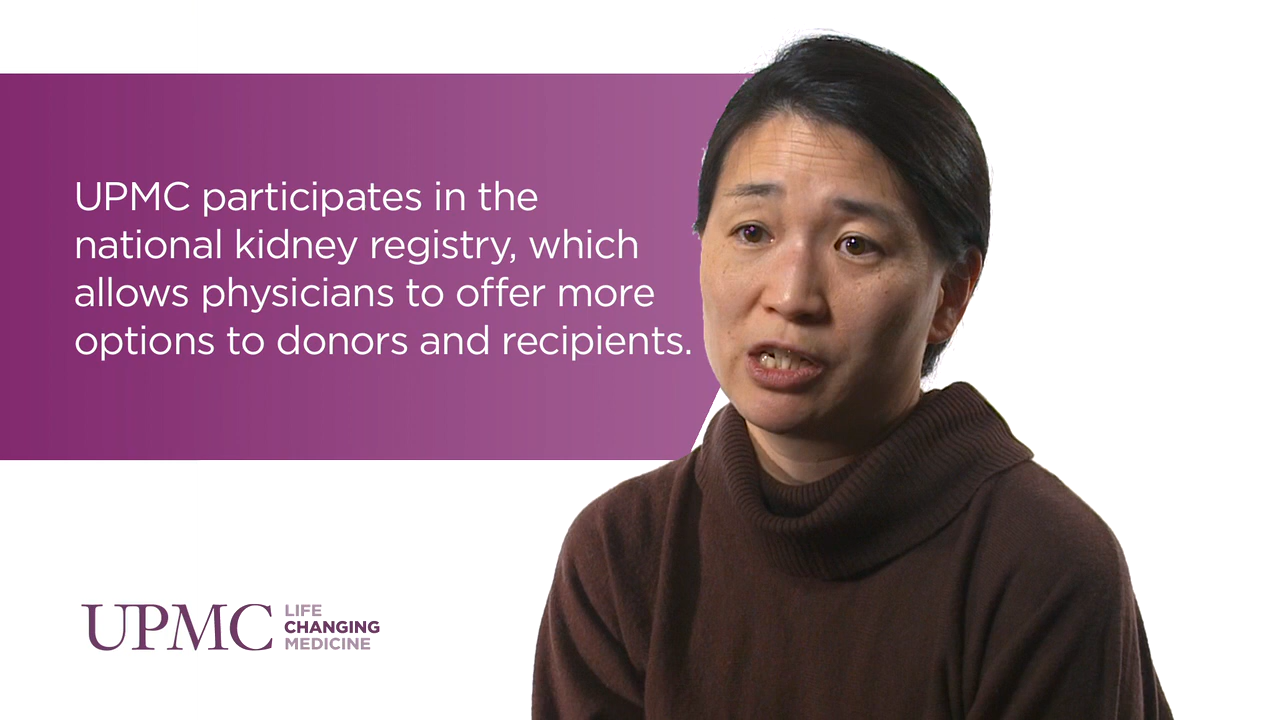 UPMC participates in the
national kidney registry, which
allows physicians to offer more
options to donors and recipients.
UPMC
LIFE
CHANGING
MEDICINE